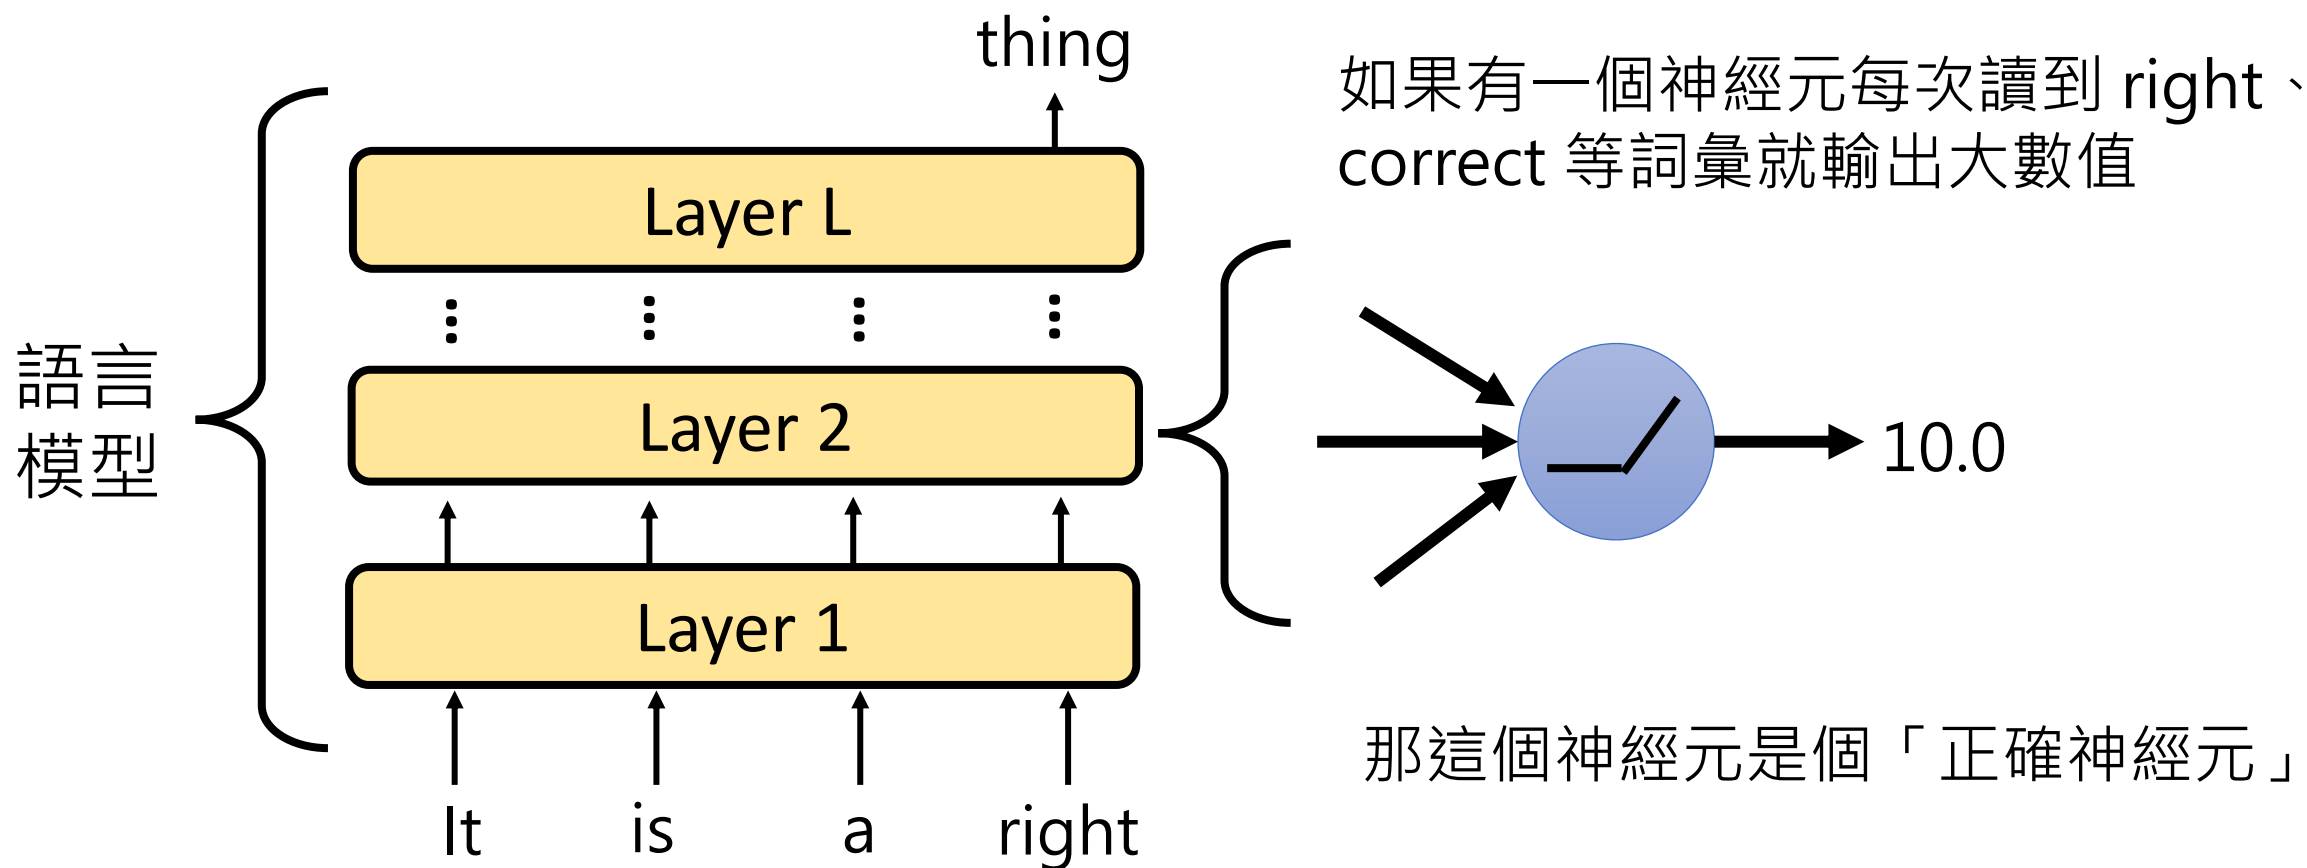 thing
如果有一個神經元每次讀到 right、
correct 等詞彙就輸出大數值
Layer L
語言
模型
Layer 2
10.0
Layer 1
那這個神經元是個「正確神經元」
It is a right